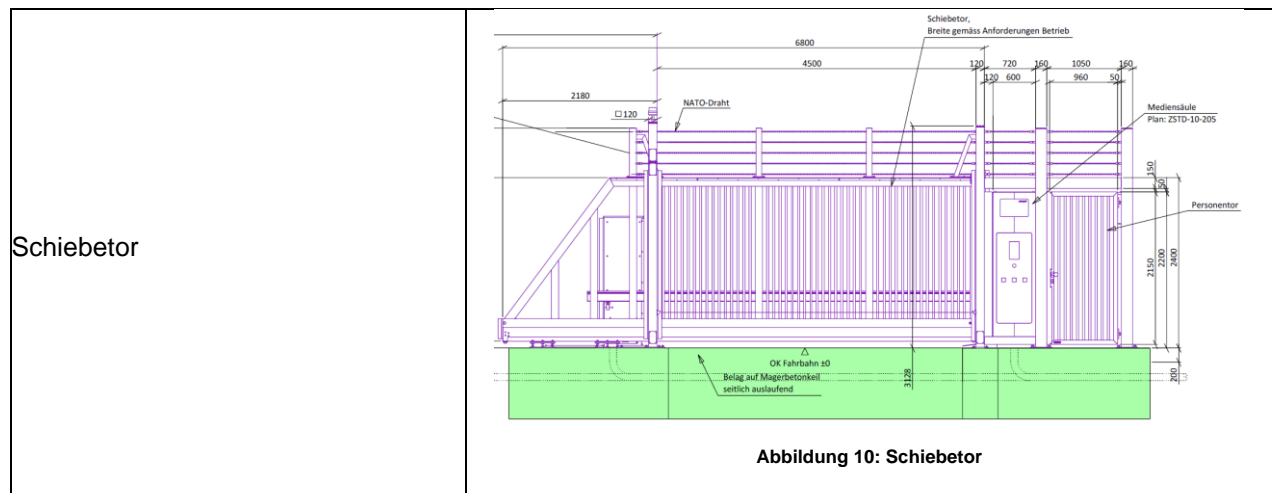 Schiebetor
Schiebetor,
Breite gemäss Anforderungen Betrieb
6800
4500
120
720
160
1050
160
120
600
960
50
2180
□120
NATO-Draht
Mediensäule
Plan: ZSTD-10-205
150
50
Personentor
2150
2200
2400
OK Fahrbahn ±0
Belag auf Magerbetonkeil
seitlich auslaufend
3128
200
Abbildung 10: Schiebetor